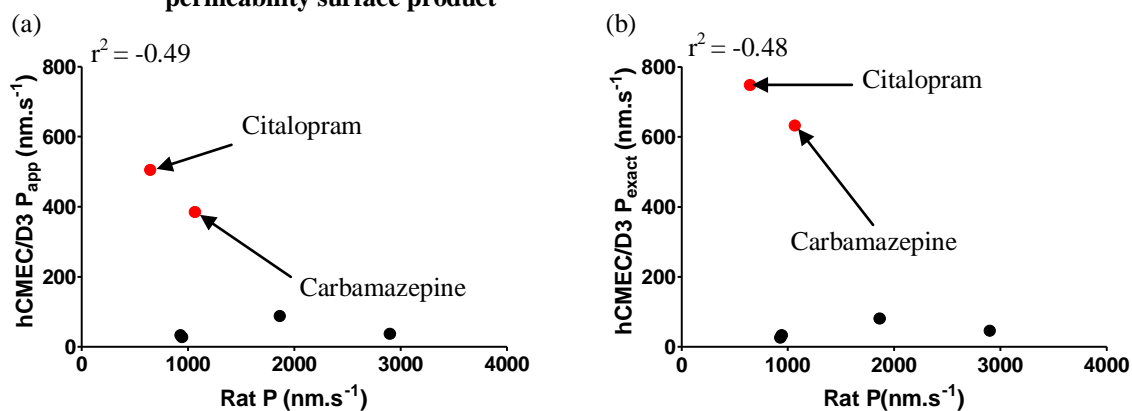 permeability surface product
(a)
r² = -0.49
800
600
400
200
0
hCMEC/D3 P_app (nm.s⁻¹)
Citalopram
Carbamazepine
0 1000 2000 3000 4000
Rat P (nm.s⁻¹)
(b)
r² = -0.48
800
600
400
200
0
hCMEC/D3 P_exact (nm.s⁻¹)
Citalopram
Carbamazepine
0 1000 2000 3000 4000
Rat P(nm.s⁻¹)